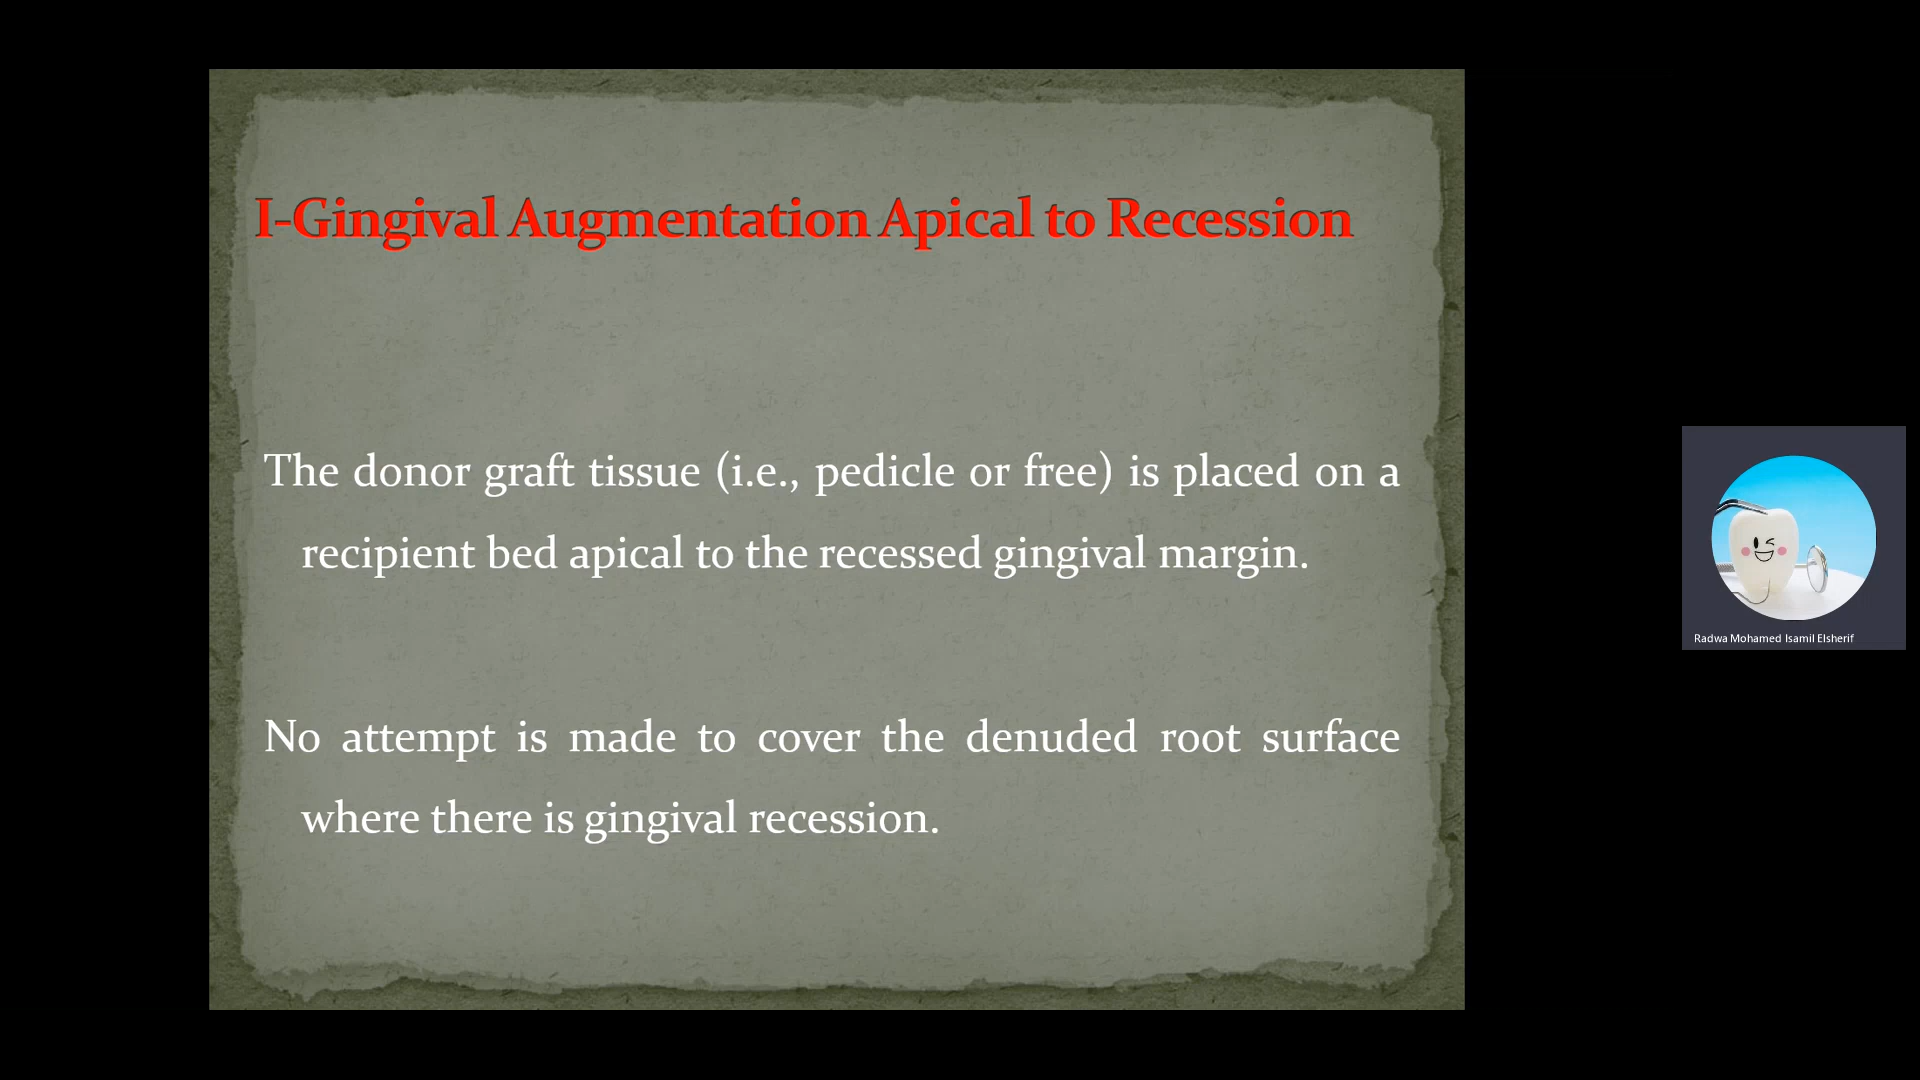 I-Gingival Augmentation Apical to Recession
The donor graft tissue (i.e., pedicle or free) is placed on a
recipient bed apical to the recessed gingival margin.
No attempt is made to cover the denuded root surface
where there is gingival recession.
Radwa Mohamed Isamil Elsherif